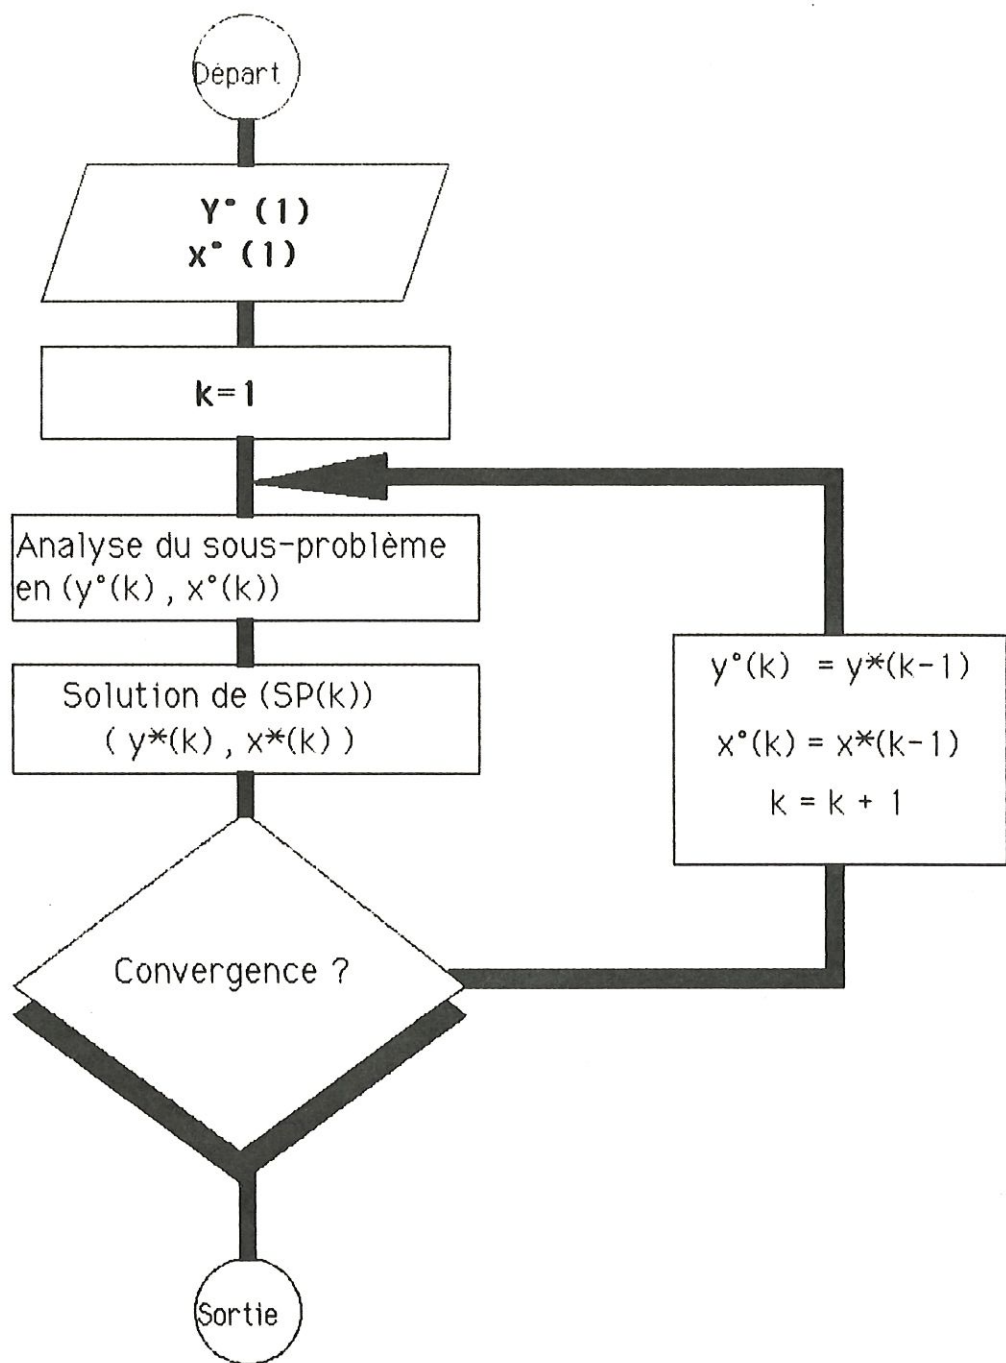 Départ
Y° (1)
x° (1)
k=1
Analyse du sous-problème
en (y°(k) , x°(k))
Solution de (SP(k))
( y*(k) , x*(k) )
Convergence ?
y°(k) = y*(k-1)
x°(k) = x*(k-1)
k = k + 1
Sortie